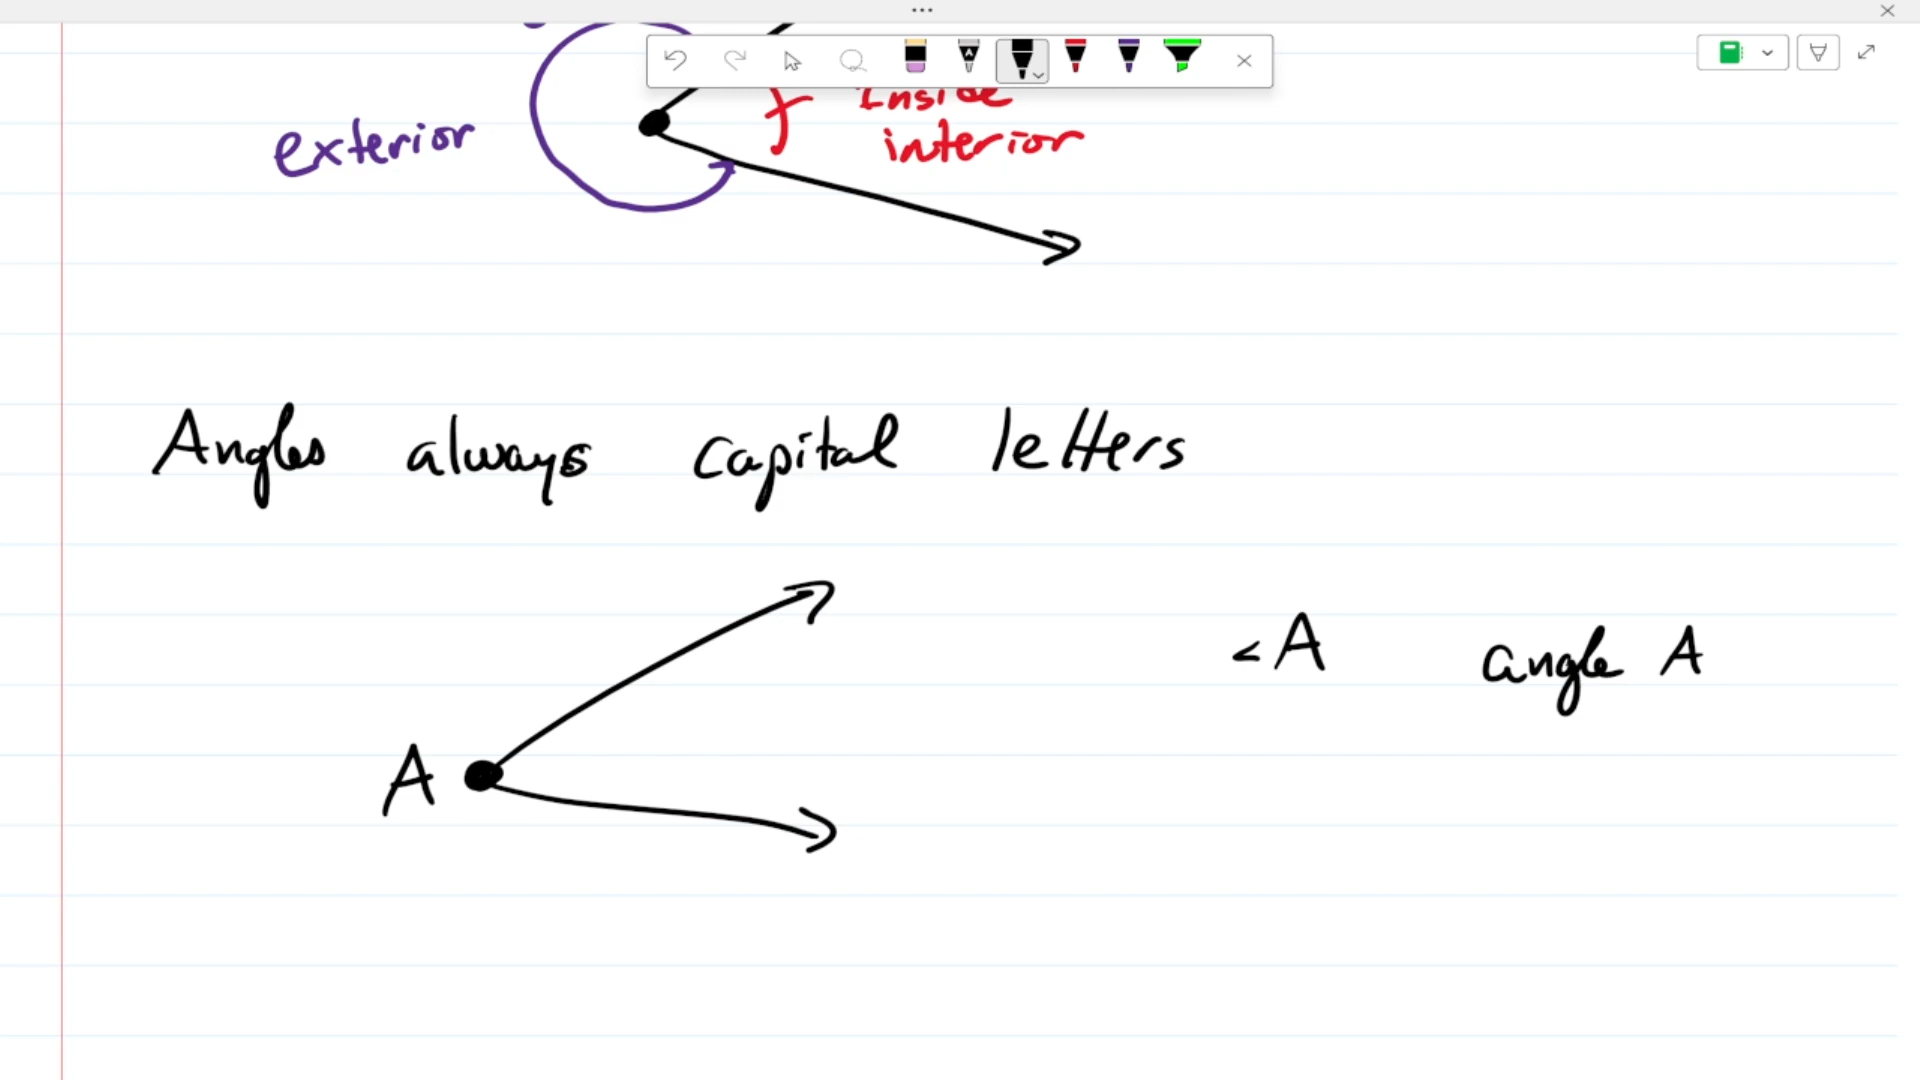 Inside
exterior
interior
Angles always capital letters
<A angle A
A